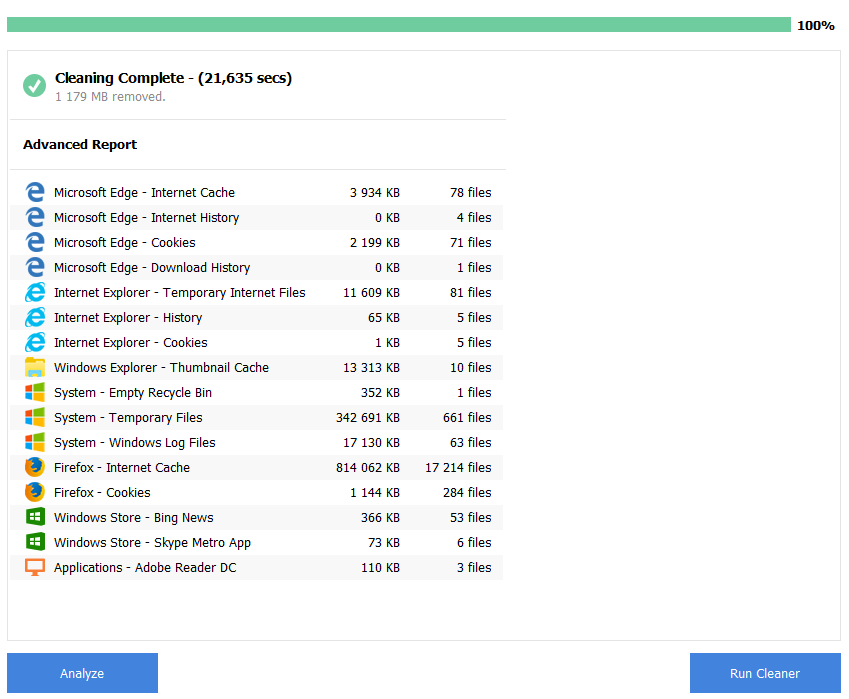 100%
Cleaning Complete - (21,635 secs)
1 179 MB removed.
Advanced Report
Microsoft Edge - Internet Cache 3 934 KB 78 files
Microsoft Edge - Internet History 0 KB 4 files
Microsoft Edge - Cookies 2 199 KB 71 files
Microsoft Edge - Download History 0 KB 1 files
Internet Explorer - Temporary Internet Files 11 609 KB 81 files
Internet Explorer - History 65 KB 5 files
Internet Explorer - Cookies 1 KB 5 files
Windows Explorer - Thumbnail Cache 13 313 KB 10 files
System - Empty Recycle Bin 352 KB 1 files
System - Temporary Files 342 691 KB 661 files
System - Windows Log Files 17 130 KB 63 files
Firefox - Internet Cache 814 062 KB 17 214 files
Firefox - Cookies 1 144 KB 284 files
Windows Store - Bing News 366 KB 53 files
Windows Store - Skype Metro App 73 KB 6 files
Applications - Adobe Reader DC 110 KB 3 files
Analyze Run Cleaner